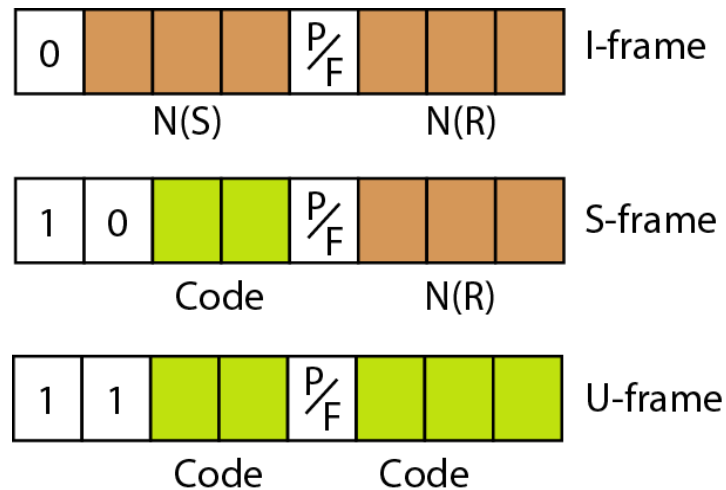 0 P/F I-frame
N(S) N(R)
1 0 P/F S-frame
Code N(R)
1 1 P/F U-frame
Code Code